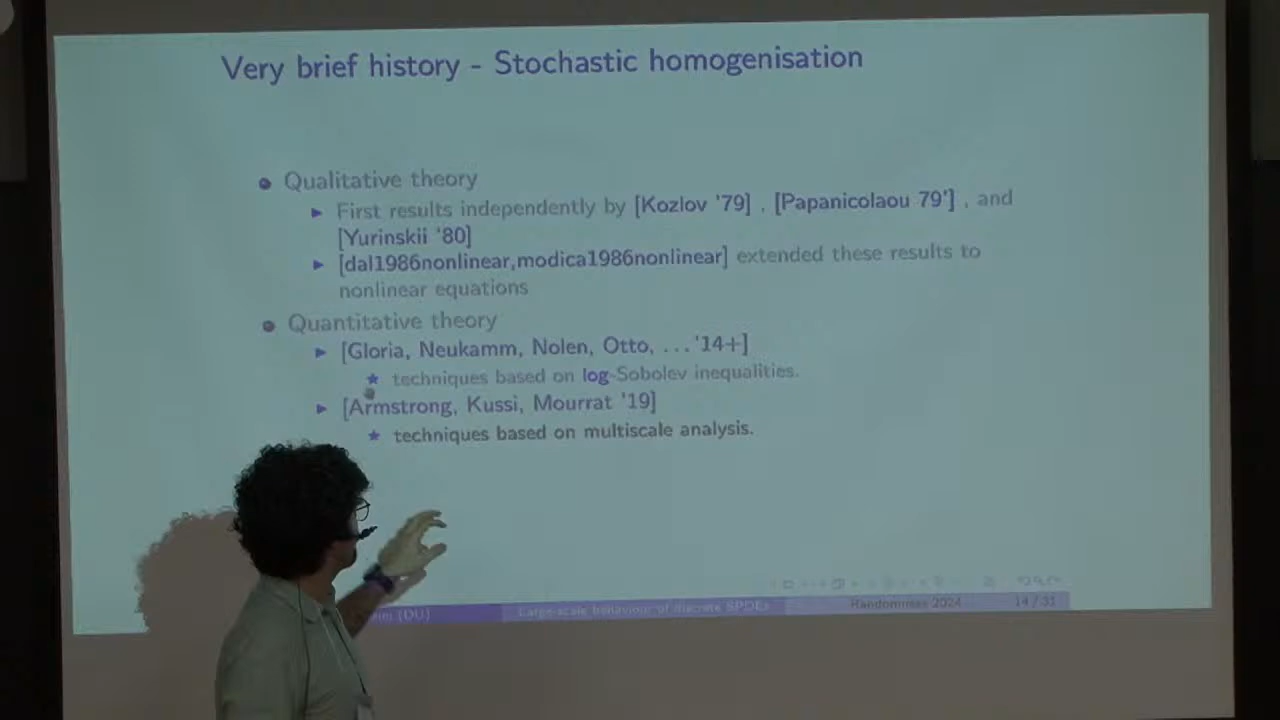 Very brief history - Stochastic homogenisation
Qualitative theory
First results independently by [Kozlov '79] , [Papanicolaou 79'] , and
[Yurinskii '80]
[dal1986nonlinear,modica1986nonlinear] extended these results to
nonlinear equations
Quantitative theory
[Gloria, Neukamm, Nolen, Otto, ...'14+]
techniques based on log-Sobolev inequalities.
[Armstrong, Kussi, Mourrat '19]
techniques based on multiscale analysis.
(DU) Large-scale behaviour of discrete SPDEs Randomness 2024 14 / 31